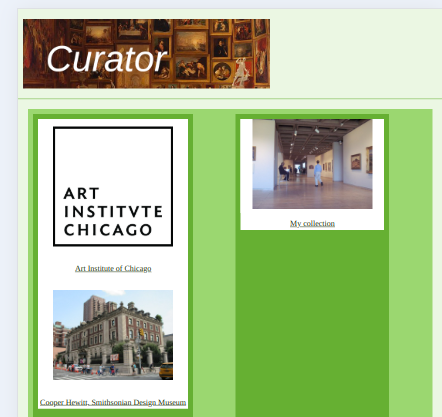 Curator
ART
INSTITVTE
CHICAGO
Art Institute of Chicago
My collection
Cooper Hewitt, Smithsonian Design Museum